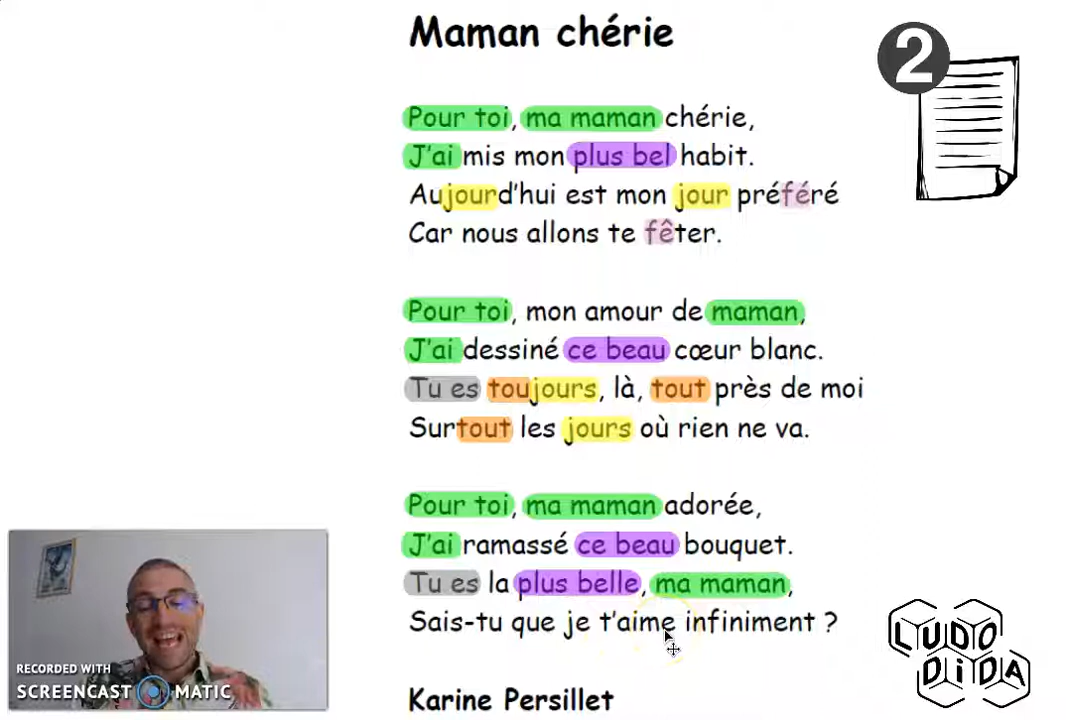 Maman chérie
2
Pour toi, ma maman chérie,
J'ai mis mon plus bel habit.
Aujourd'hui est mon jour préféré
Car nous allons te fêter.
Pour toi, mon amour de maman,
J'ai dessiné ce beau cœur blanc.
Tu es toujours, là, tout près de moi
Surtout les jours où rien ne va.
Pour toi, ma maman adorée,
J'ai ramassé ce beau bouquet.
Tu es la plus belle, ma maman,
Sais-tu que je t'aime infiniment ?
Karine Persillet
RECORDED WITH
SCREENCAST MATIC
LUDO
DiDA